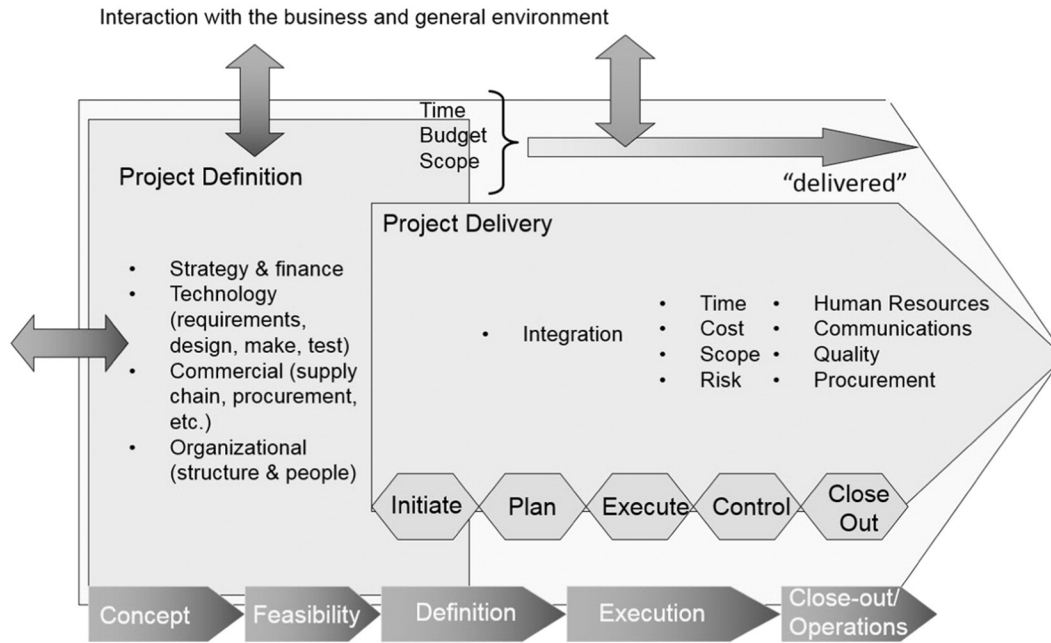 Interaction with the business and general environment
Time
Budget
Scope
“delivered”
Project Definition
• Strategy & finance
• Technology
(requirements,
design, make, test)
• Commercial (supply
chain, procurement,
etc.)
• Organizational
(structure & people)
Project Delivery
• Integration
• Time
• Cost
• Scope
• Risk
• Human Resources
• Communications
• Quality
• Procurement
Initiate
Plan
Execute
Control
Close
Out
Concept
Feasibility
Definition
Execution
Close-out/
Operations